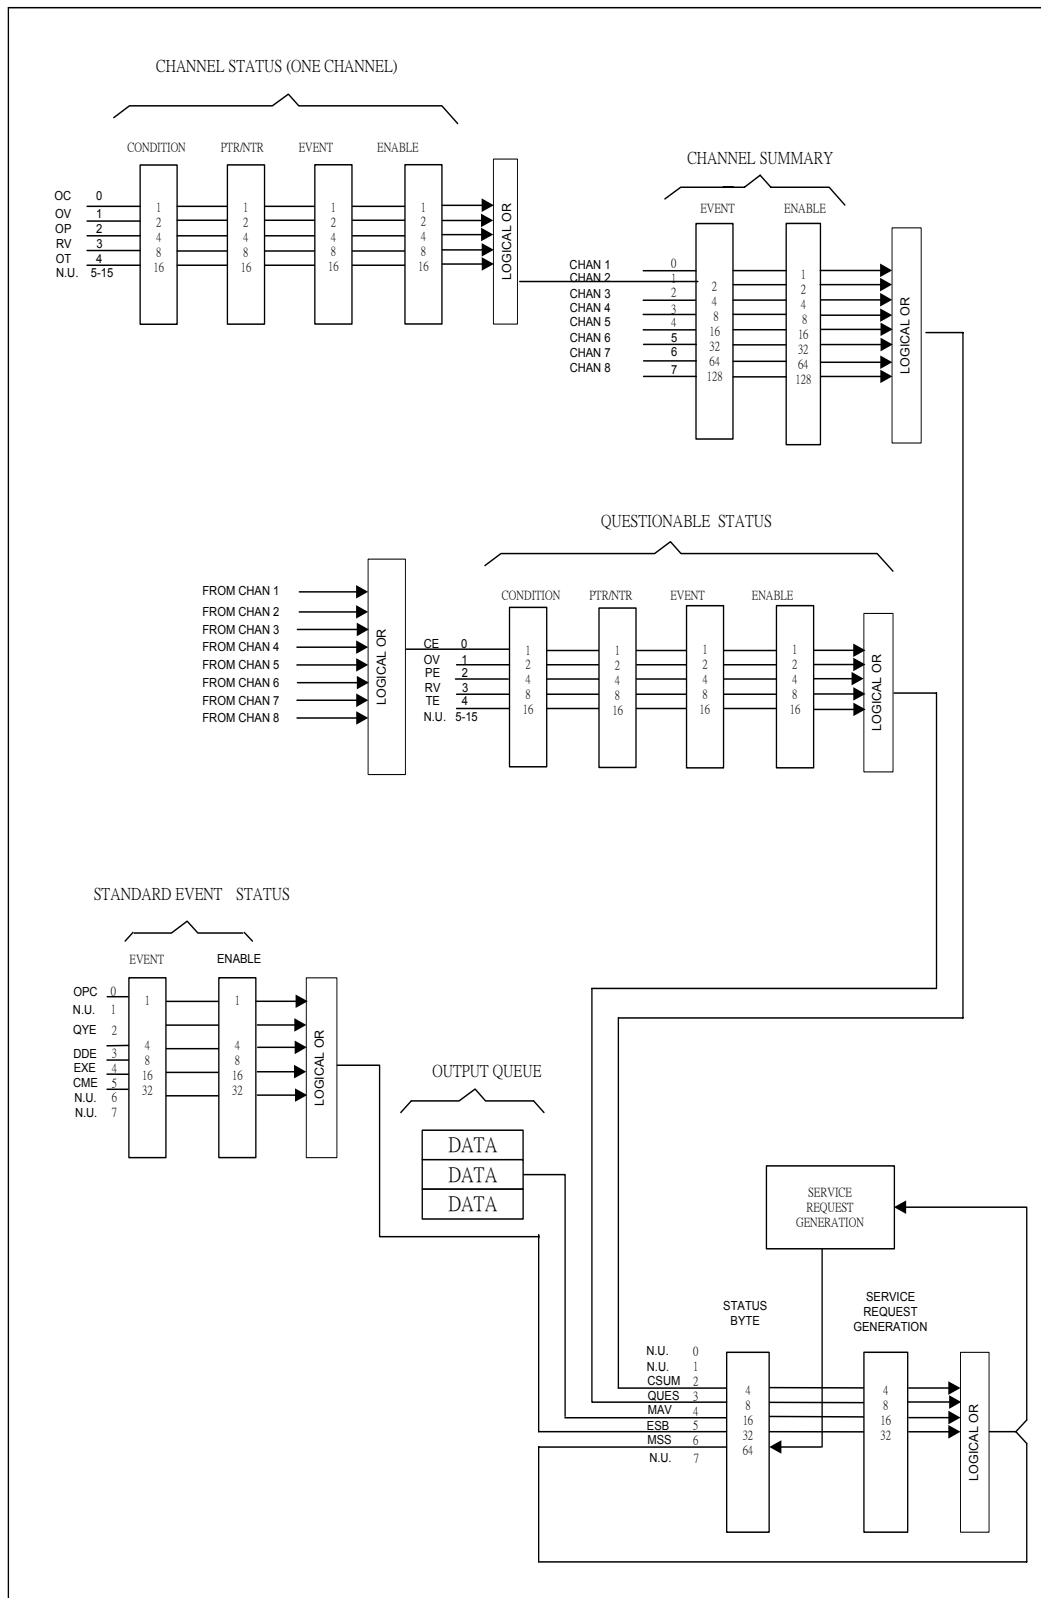 CHANNEL STATUS (ONE CHANNEL)
CONDITION PTR/NTR EVENT ENABLE
OC 0
OV 1
OP 2
RV 3
OT 4
N.U. 5-15
1 1 1 1
2 2 2 2
4 4 4 4
8 8 8 8
16 16 16 16
LOGICAL OR
CHANNEL SUMMARY
EVENT ENABLE
CHAN 1 0
CHAN 2 1
CHAN 3 2
CHAN 4 3
CHAN 5 4
CHAN 6 5
CHAN 7 6
CHAN 8 7
1
2 2
4 4
8 8
16 16
32 32
64 64
128 128
LOGICAL OR
QUESTIONABLE STATUS
CONDITION PTR/NTR EVENT ENABLE
FROM CHAN 1
FROM CHAN 2
FROM CHAN 3
FROM CHAN 4
FROM CHAN 5
FROM CHAN 6
FROM CHAN 7
FROM CHAN 8
LOGICAL OR
CE 0
OV 1
PE 2
RV 3
TE 4
N.U. 5-15
1 1 1 1
2 2 2 2
4 4 4 4
8 8 8 8
16 16 16 16
LOGICAL OR
STANDARD EVENT STATUS
EVENT ENABLE
OPC 0
N.U. 1
QYE 2
DDE 3
EXE 4
CME 5
N.U. 6
N.U. 7
1 1
4 4
8 8
16 16
32 32
LOGICAL OR
OUTPUT QUEUE
DATA
DATA
DATA
SERVICE
REQUEST
GENERATION
STATUS
BYTE
SERVICE
REQUEST
GENERATION
N.U. 0
N.U. 1
CSUM 2
QUES 3
MAV 4
ESB 5
MSS 6
N.U. 7
4 4
8 8
16 16
32 32
64
LOGICAL OR